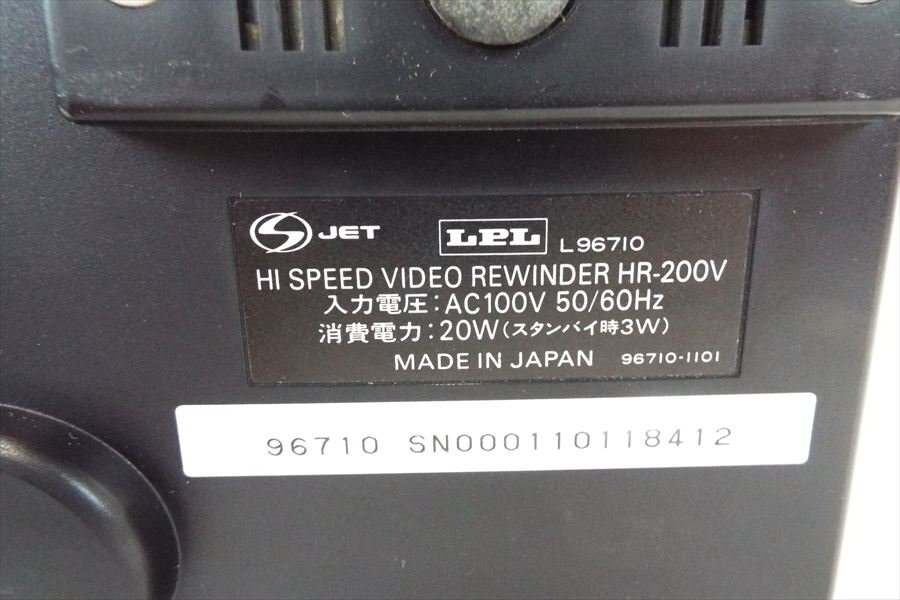 JET LPL L96710
HI SPEED VIDEO REWINDER HR-200V
入力電圧:AC100V 50/60Hz
消費電力:20W(スタンバイ時3W)
MADE IN JAPAN 96710-1101
96710 SN000110118412